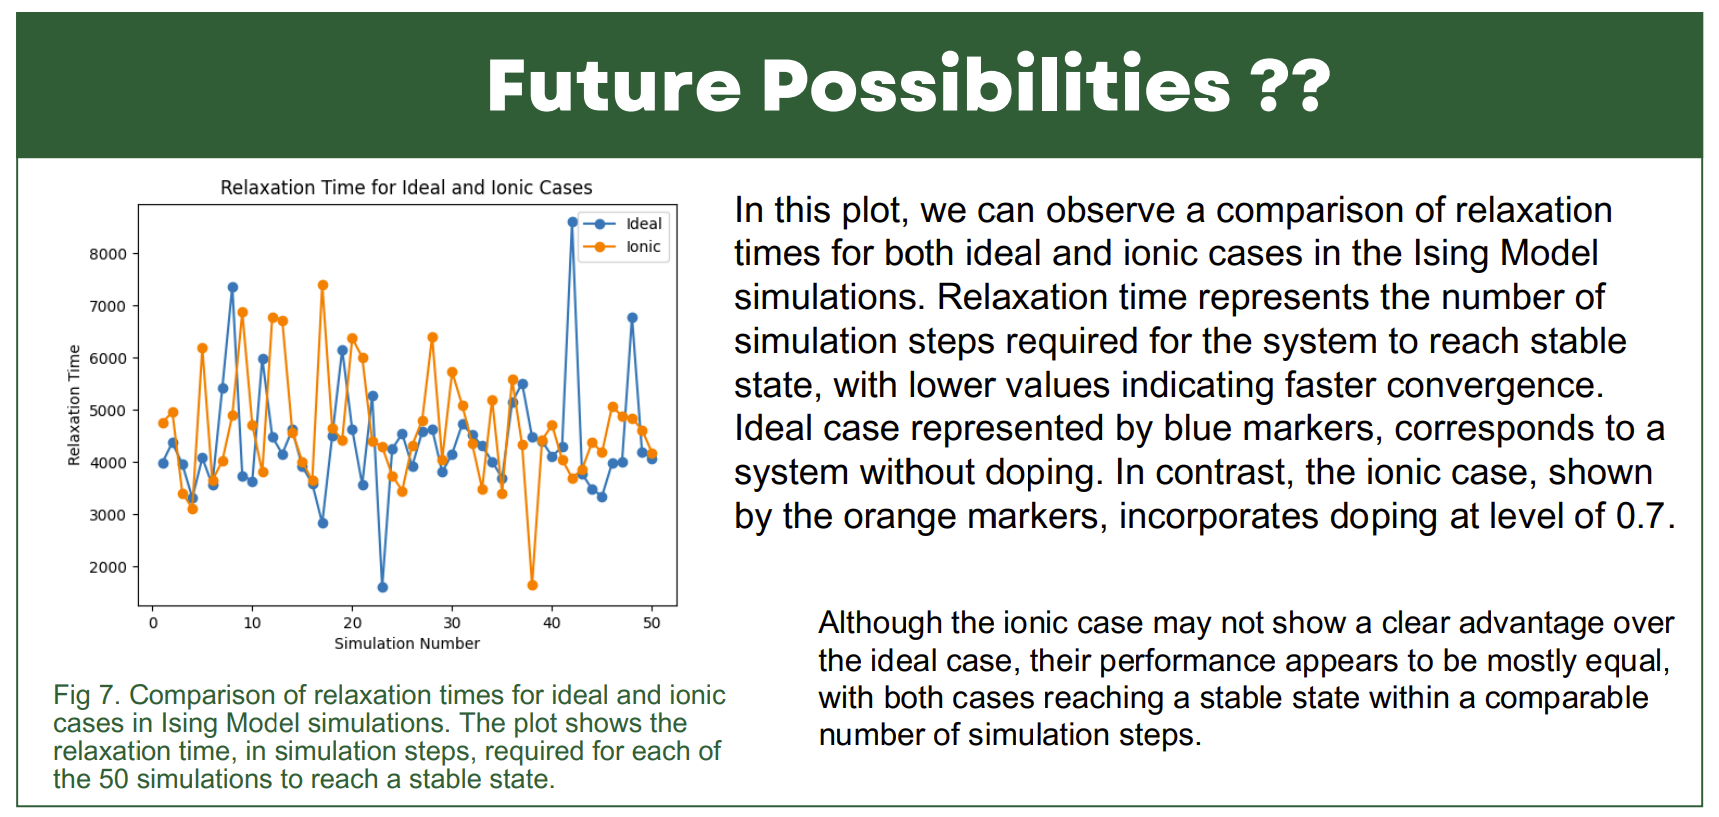 Future Possibilities ??
Relaxation Time for Ideal and Ionic Cases
Ideal
Ionic
8000
7000
6000
5000
4000
3000
2000
Relaxation Time
0 10 20 30 40 50
Simulation Number
Fig 7. Comparison of relaxation times for ideal and ionic
cases in Ising Model simulations. The plot shows the
relaxation time, in simulation steps, required for each of
the 50 simulations to reach a stable state.
In this plot, we can observe a comparison of relaxation
times for both ideal and ionic cases in the Ising Model
simulations. Relaxation time represents the number of
simulation steps required for the system to reach stable
state, with lower values indicating faster convergence.
Ideal case represented by blue markers, corresponds to a
system without doping. In contrast, the ionic case, shown
by the orange markers, incorporates doping at level of 0.7.
Although the ionic case may not show a clear advantage over
the ideal case, their performance appears to be mostly equal,
with both cases reaching a stable state within a comparable
number of simulation steps.